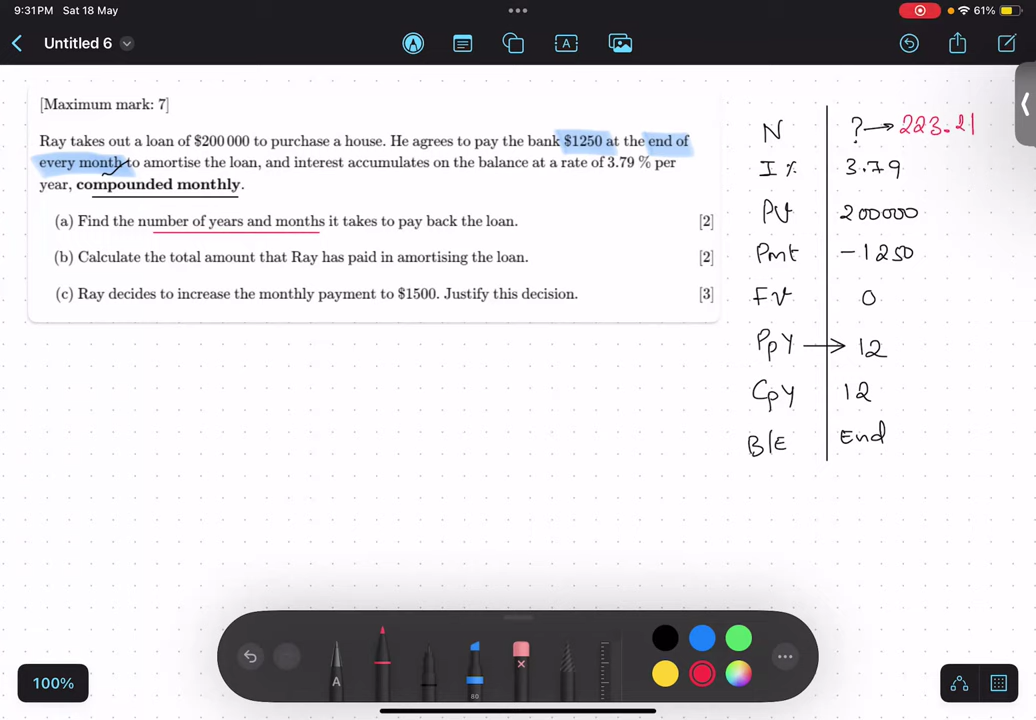 9:31PM Sat 18 May
61%
Untitled 6
[Maximum mark: 7]
Ray takes out a loan of $200 000 to purchase a house. He agrees to pay the bank $1250 at the end of
every month to amortise the loan, and interest accumulates on the balance at a rate of 3.79 % per
year, compounded monthly.
(a) Find the number of years and months it takes to pay back the loan. [2]
(b) Calculate the total amount that Ray has paid in amortising the loan. [2]
(c) Ray decides to increase the monthly payment to $1500. Justify this decision. [3]
N ? → 223.21
I % 3.79
PV 200000
Pmt -1250
FV 0
PpY → 12
CpY 12
B/E End
A
A
80
100%